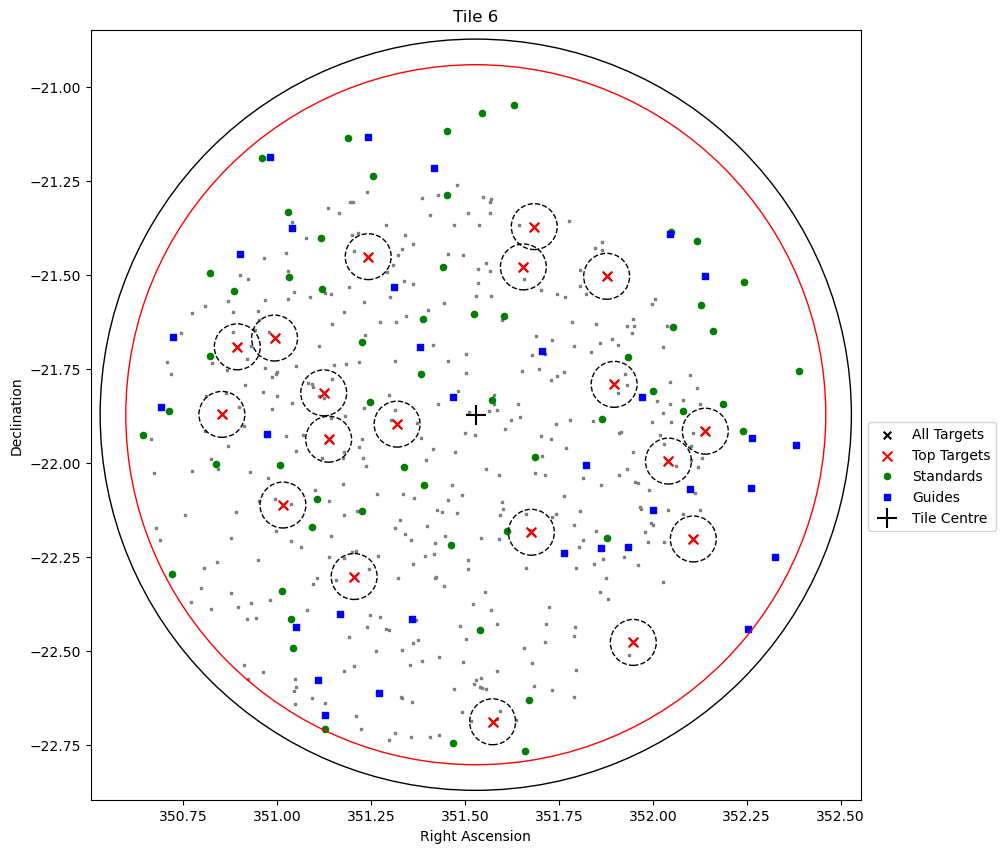 Tile 6
−21.00
−21.25
−21.50
−21.75
−22.00
−22.25
−22.50
−22.75
Declination
350.75 351.00 351.25 351.50 351.75 352.00 352.25 352.50
Right Ascension
All Targets
Top Targets
Standards
Guides
Tile Centre